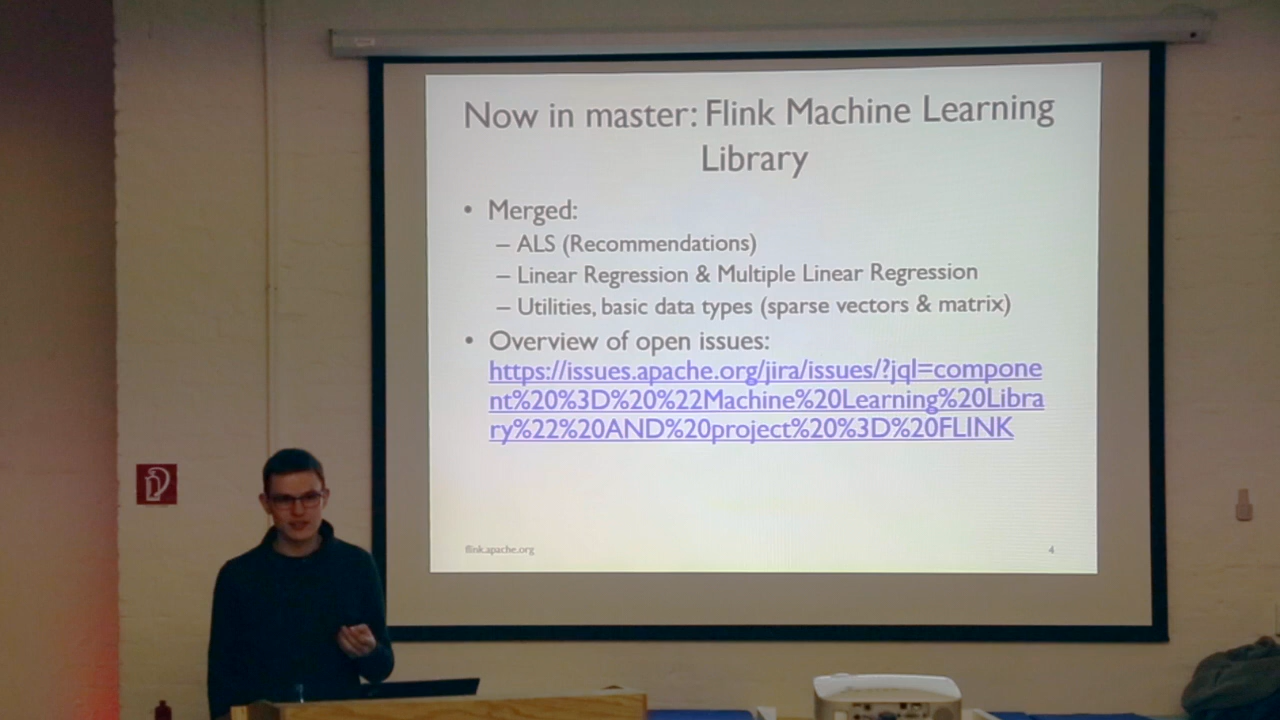 Now in master: Flink Machine Learning
Library
• Merged:
– ALS (Recommendations)
– Linear Regression & Multiple Linear Regression
– Utilities, basic data types (sparse vectors & matrix)
• Overview of open issues:
https://issues.apache.org/jira/issues/?jql=compone
nt%20%3D%20%22Machine%20Learning%20Libra
ry%22%20AND%20project%20%3D%20FLINK
flink.apache.org
4